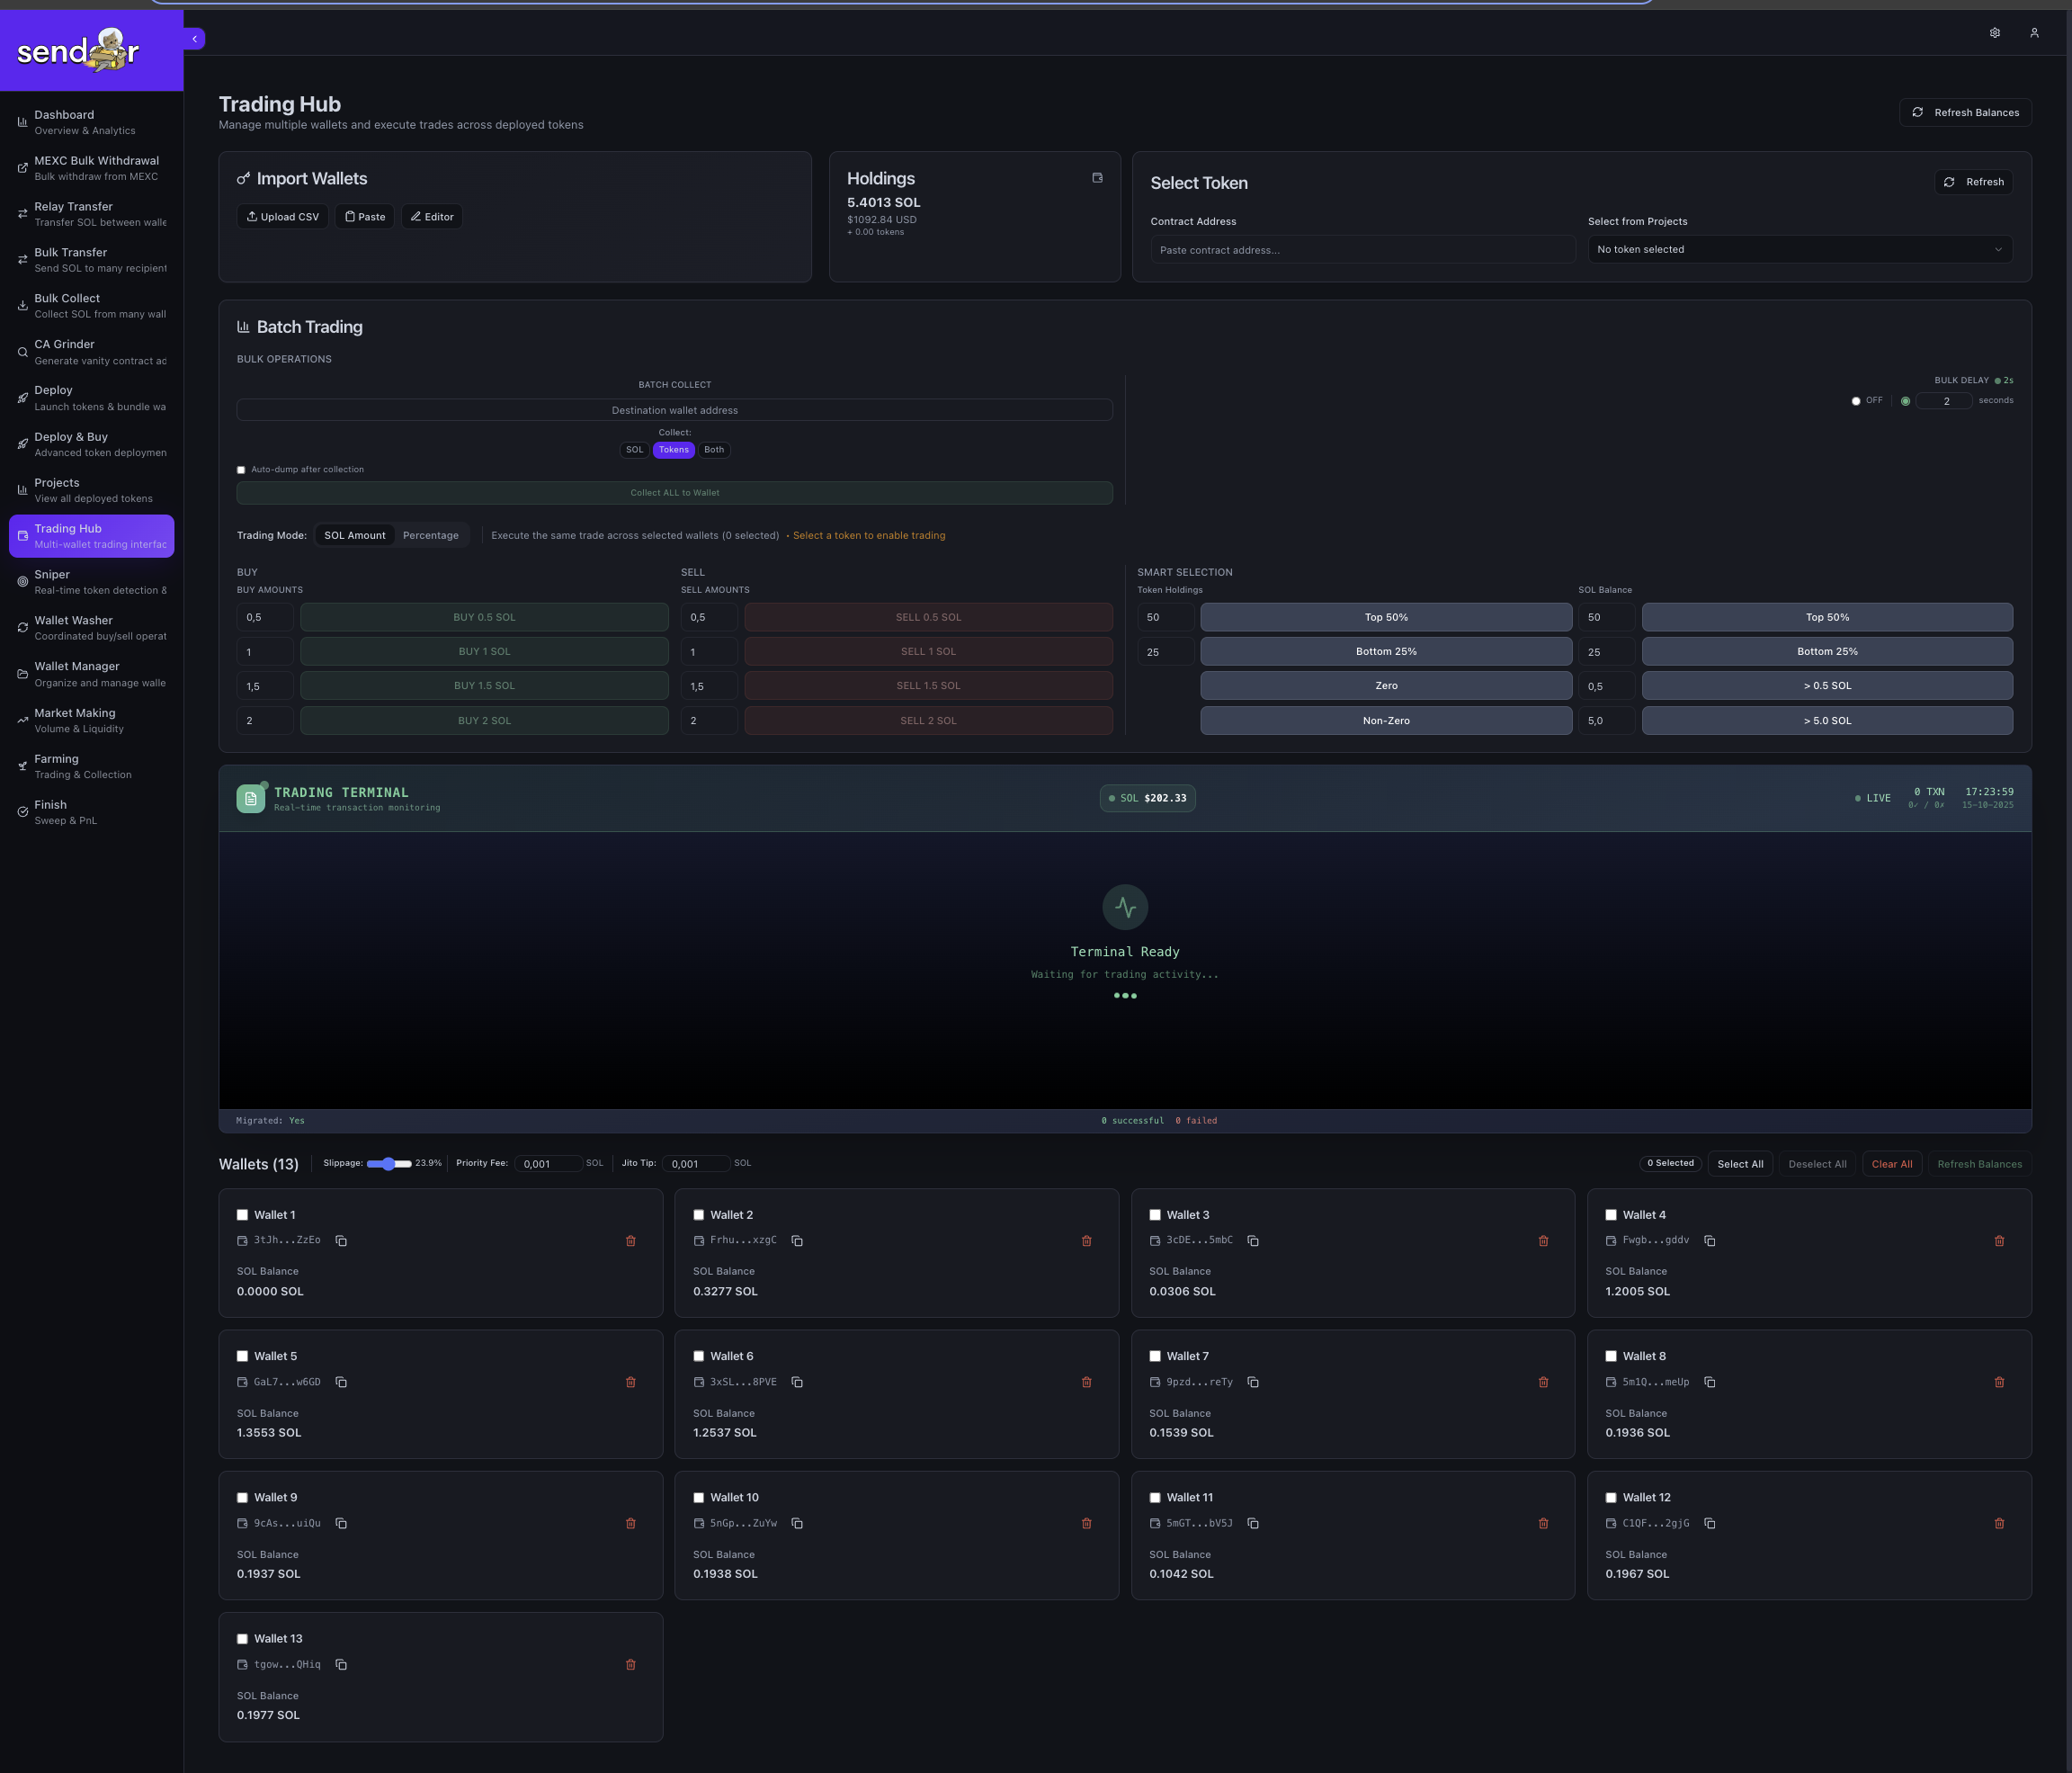 sendor
Dashboard
Overview & Analytics
MEXC Bulk Withdrawal
Bulk withdraw from MEXC
Relay Transfer
Transfer SOL between walle
Bulk Transfer
Send SOL to many recipient
Bulk Collect
Collect SOL from many wall
CA Grinder
Generate vanity contract ad
Deploy
Launch tokens & bundle wa
Deploy & Buy
Advanced token deploymen
Projects
View all deployed tokens
Trading Hub
Multi-wallet trading interfac
Sniper
Real-time token detection &
Wallet Washer
Coordinated buy/sell operat
Wallet Manager
Organize and manage walle
Market Making
Volume & Liquidity
Farming
Trading & Collection
Finish
Sweep & PnL
Trading Hub
Manage multiple wallets and execute trades across deployed tokens
Refresh Balances
Import Wallets
Upload CSV Paste Editor
Holdings
5.4013 SOL
$1092.84 USD
+ 0.00 tokens
Select Token
Refresh
Contract Address
Paste contract address...
Select from Projects
No token selected
Batch Trading
BULK OPERATIONS
BATCH COLLECT
Destination wallet address
Collect:
SOL Tokens Both
Auto-dump after collection
Collect ALL to Wallet
BULK DELAY 2s
OFF 2 seconds
Trading Mode: SOL Amount Percentage Execute the same trade across selected wallets (0 selected) • Select a token to enable trading
BUY
BUY AMOUNTS
0,5 BUY 0.5 SOL
1 BUY 1 SOL
1,5 BUY 1.5 SOL
2 BUY 2 SOL
SELL
SELL AMOUNTS
0,5 SELL 0.5 SOL
1 SELL 1 SOL
1,5 SELL 1.5 SOL
2 SELL 2 SOL
SMART SELECTION
Token Holdings
50 Top 50%
25 Bottom 25%
Zero
Non-Zero
SOL Balance
50 Top 50%
25 Bottom 25%
0,5 > 0.5 SOL
5,0 > 5.0 SOL
TRADING TERMINAL
Real-time transaction monitoring
SOL $202.33
LIVE
0 TXN
0✓ / 0✗
17:23:59
15-10-2025
Terminal Ready
Waiting for trading activity...
Migrated: Yes
0 successful 0 failed
Wallets (13) Slippage: 23.9% Priority Fee: 0,001 SOL Jito Tip: 0,001 SOL
0 Selected Select All Deselect All Clear All Refresh Balances
Wallet 1
3tJh...ZzEo
SOL Balance
0.0000 SOL
Wallet 2
Frhu...xzgC
SOL Balance
0.3277 SOL
Wallet 3
3cDE...5mbC
SOL Balance
0.0306 SOL
Wallet 4
Fwgb...gddv
SOL Balance
1.2005 SOL
Wallet 5
GaL7...w6GD
SOL Balance
1.3553 SOL
Wallet 6
3xSL...8PVE
SOL Balance
1.2537 SOL
Wallet 7
9pzd...reTy
SOL Balance
0.1539 SOL
Wallet 8
5m1Q...meUp
SOL Balance
0.1936 SOL
Wallet 9
9cAs...uiQu
SOL Balance
0.1937 SOL
Wallet 10
5nGp...ZuYw
SOL Balance
0.1938 SOL
Wallet 11
5mGT...bV5J
SOL Balance
0.1042 SOL
Wallet 12
C1QF...2gjG
SOL Balance
0.1967 SOL
Wallet 13
tgow...QHiq
SOL Balance
0.1977 SOL